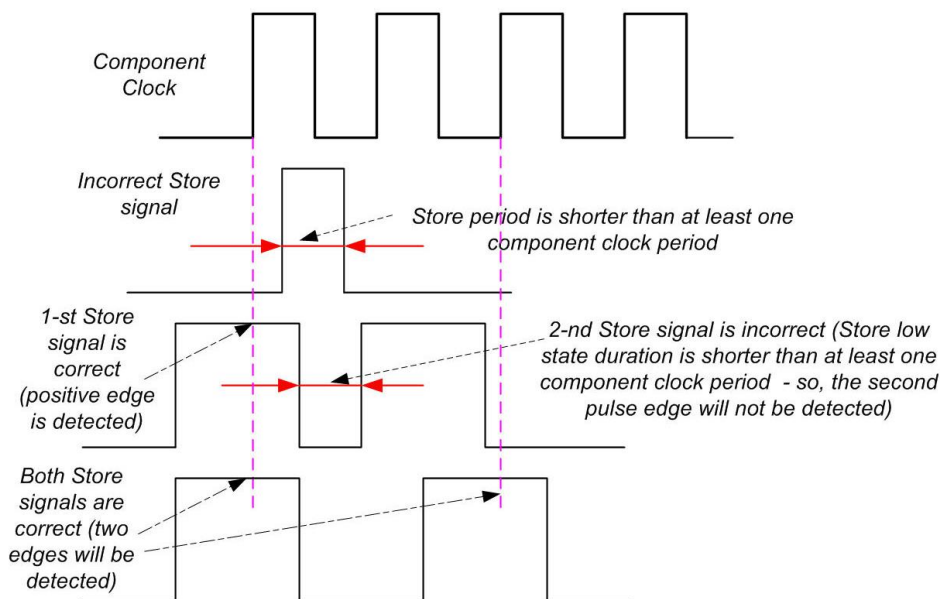 Component
Clock
Incorrect Store
signal
Store period is shorter than at least one
component clock period
1-st Store
signal is
correct
(positive edge
is detected)
2-nd Store signal is incorrect (Store low
state duration is shorter than at least one
component clock period - so, the second
pulse edge will not be detected)
Both Store
signals are
correct (two
edges will be
detected)